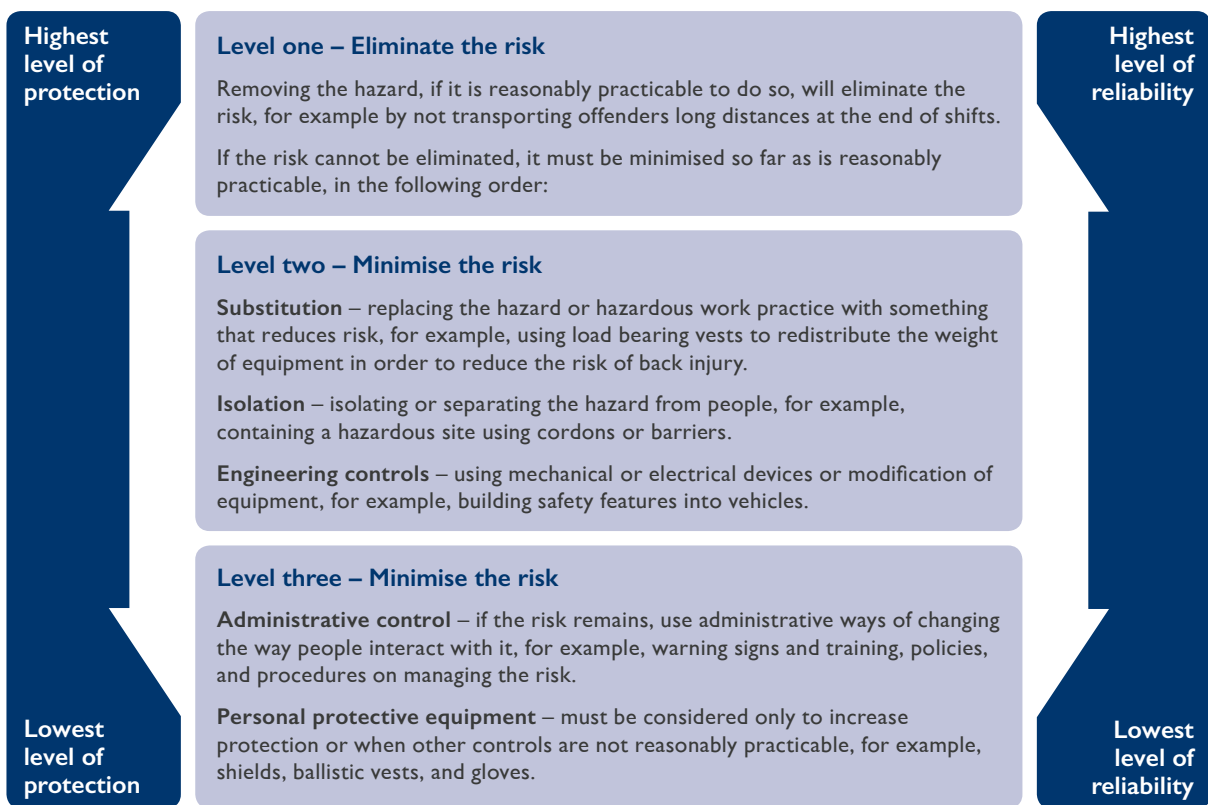 Highest
level of
protection
Level one – Eliminate the risk
Removing the hazard, if it is reasonably practicable to do so, will eliminate the
risk, for example by not transporting offenders long distances at the end of shifts.
If the risk cannot be eliminated, it must be minimised so far as is reasonably
practicable, in the following order:
Highest
level of
reliability
Level two – Minimise the risk
Substitution – replacing the hazard or hazardous work practice with something
that reduces risk, for example, using load bearing vests to redistribute the weight
of equipment in order to reduce the risk of back injury.
Isolation – isolating or separating the hazard from people, for example,
containing a hazardous site using cordons or barriers.
Engineering controls – using mechanical or electrical devices or modification of
equipment, for example, building safety features into vehicles.
Level three – Minimise the risk
Administrative control – if the risk remains, use administrative ways of changing
the way people interact with it, for example, warning signs and training, policies,
and procedures on managing the risk.
Personal protective equipment – must be considered only to increase
protection or when other controls are not reasonably practicable, for example,
shields, ballistic vests, and gloves.
Lowest
level of
protection
Lowest
level of
reliability